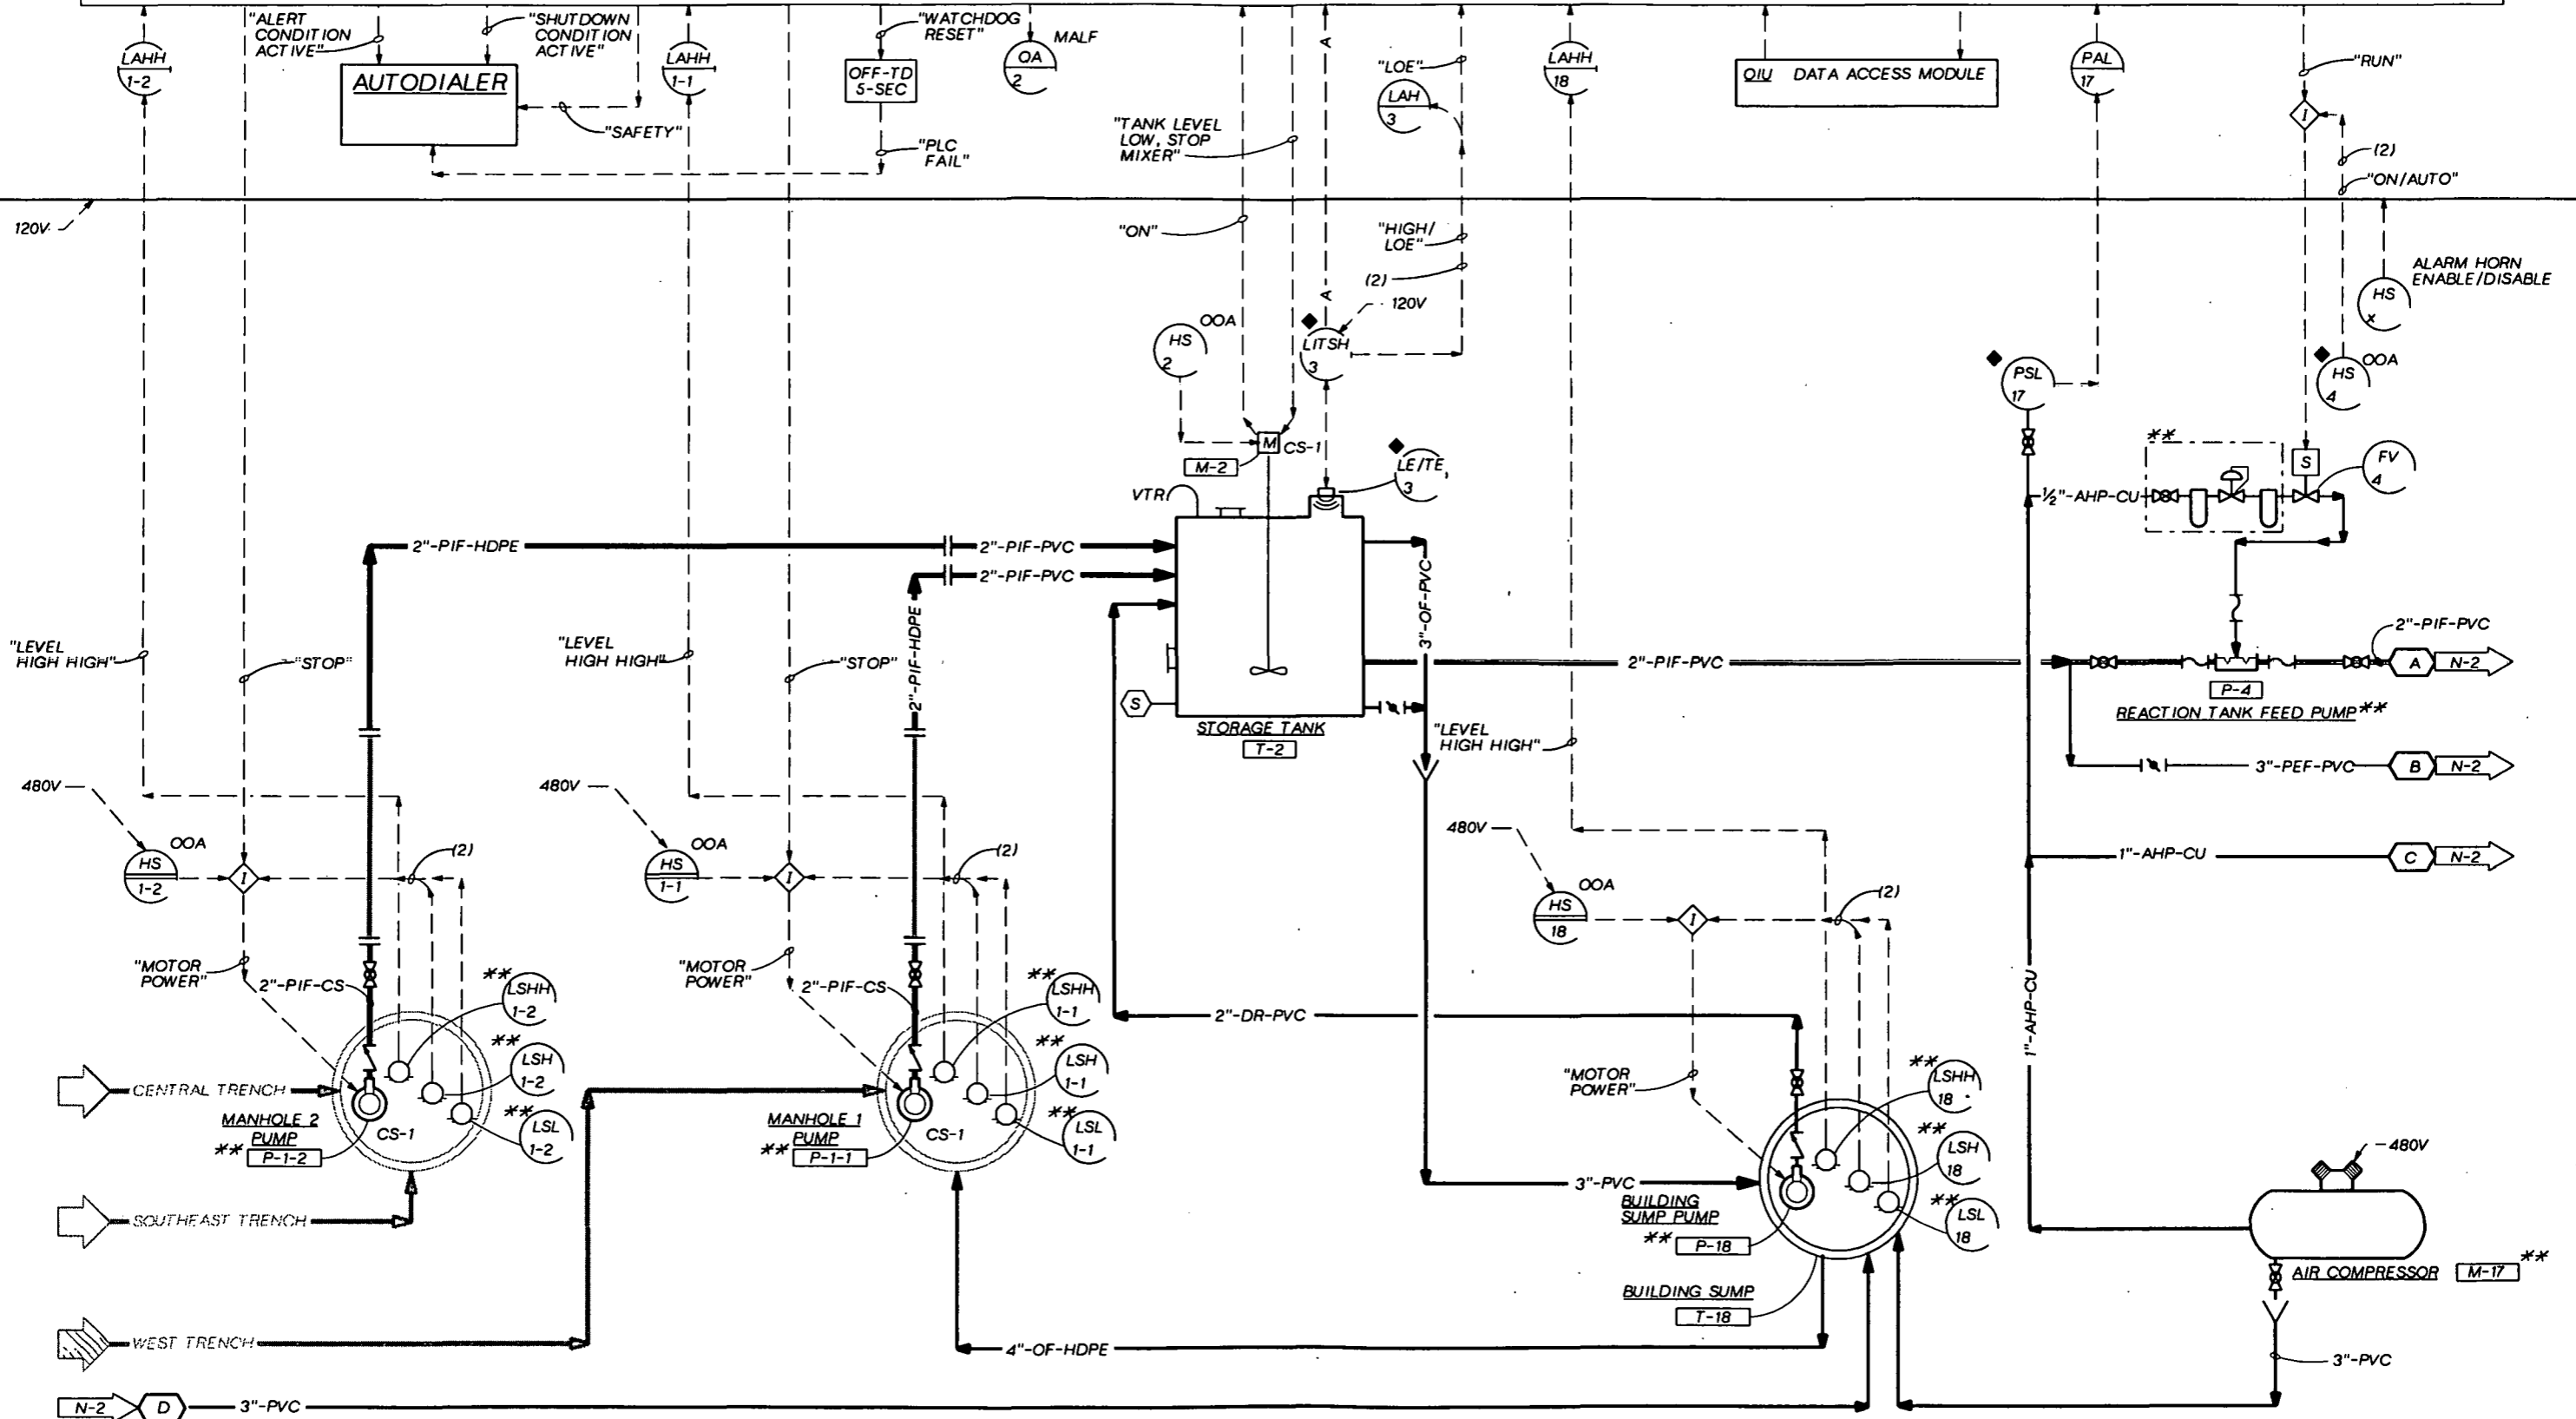 "ALERT
CONDITION
ACTIVE"
"SHUTDOWN
CONDITION
ACTIVE"
"WATCHDOG
RESET"
MALF
LAHH
1-2
AUTODIALER
LAHH
1-1
OFF-TD
5-SEC
QA
2
"SAFETY"
"PLC
FAIL"
"TANK LEVEL
LOW, STOP
MIXER"
A
"LOE"
LAH
3
LAHH
18
OIU DATA ACCESS MODULE
PAL
17
"RUN"
I
(2)
"ON/AUTO"
120V
"ON"
"HIGH/
LOE"
(2)
A
120V
ALARM HORN
ENABLE/DISABLE
HS
x
HS
2
OOA
LITSH
3
PSL
17
HS
4
OOA
M
CS-1
M-2
LE/TE
3
**
S
FV
4
VTR
1/2"-AHP-CU
2"-PIF-HDPE
2"-PIF-PVC
2"-PIF-PVC
2"-PIF-HDPE
3"-OF-PVC
"LEVEL
HIGH HIGH"
"STOP"
"LEVEL
HIGH HIGH"
"STOP"
2"-PIF-PVC
2"-PIF-PVC
A
N-2
P-4
REACTION TANK FEED PUMP **
S
STORAGE TANK
T-2
"LEVEL
HIGH HIGH"
3"-PEF-PVC
B
N-2
480V
HS
1-2
OOA
I
(2)
480V
HS
1-1
OOA
I
(2)
480V
HS
18
OOA
I
(2)
1"-AHP-CU
C
N-2
"MOTOR
POWER"
2"-PIF-CS
**
LSHH
1-2
"MOTOR
POWER"
2"-PIF-CS
**
LSHH
1-1
2"-DR-PVC
1"-AHP-CU
**
LSH
1-2
**
LSH
1-1
"MOTOR
POWER"
**
LSHH
18
CENTRAL TRENCH
MANHOLE 2
PUMP
** P-1-2
CS-1
**
LSL
1-2
MANHOLE 1
PUMP
** P-1-1
CS-1
**
LSL
1-1
**
LSH
18
3"-PVC
BUILDING
SUMP PUMP
** P-18
**
LSL
18
480V
SOUTHEAST TRENCH
AIR COMPRESSOR
M-17 **
BUILDING SUMP
T-18
WEST TRENCH
4"-OF-HDPE
3"-PVC
N-2
D
3"-PVC